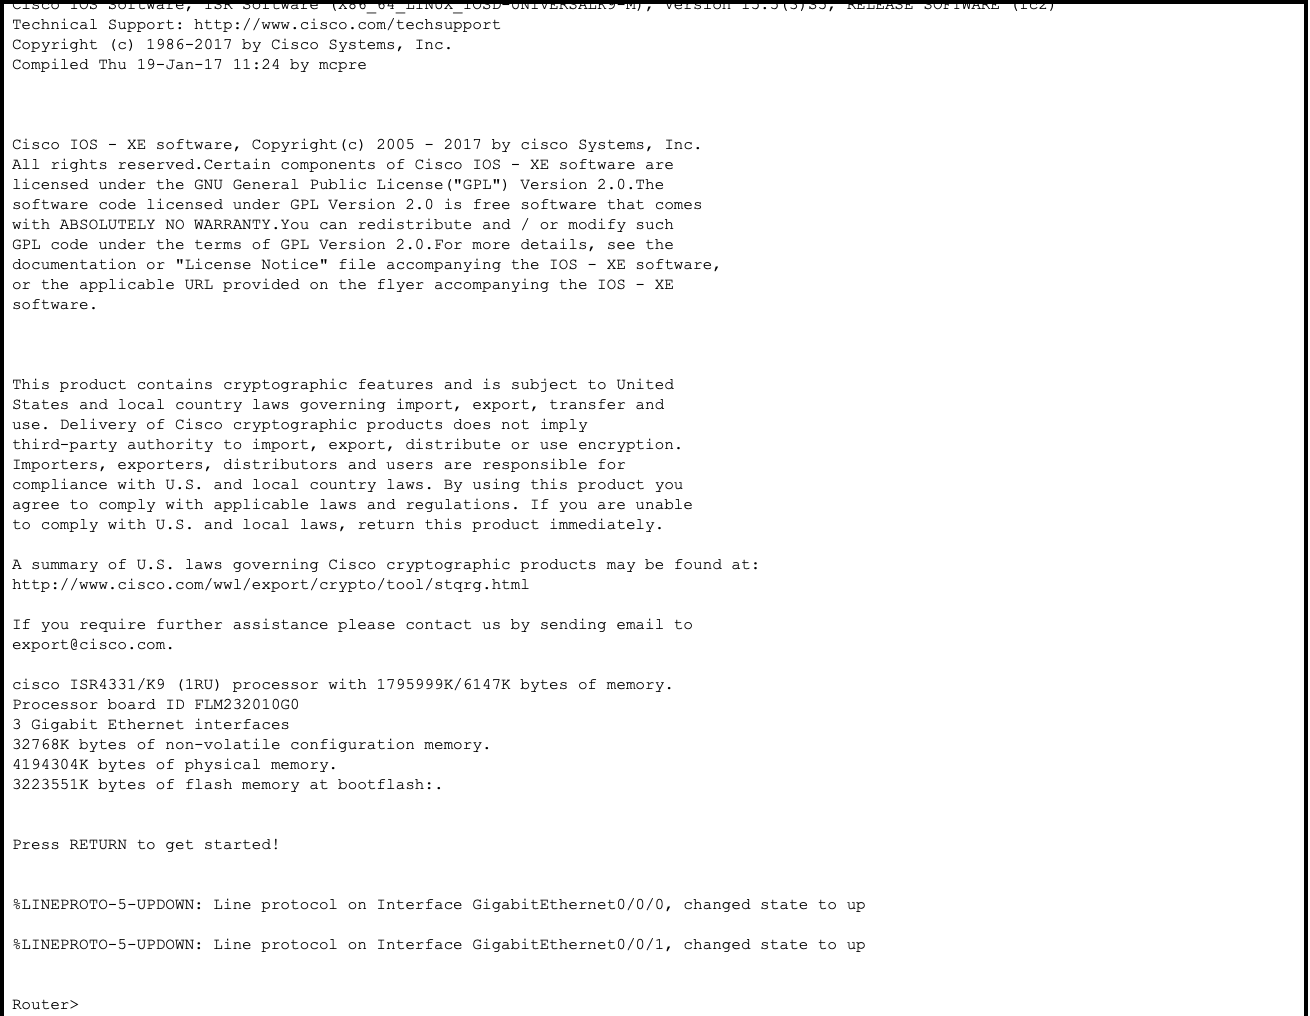 Cisco IOS Software, ISR Software (X86_64_LINUX_IOSD-UNIVERSALK9-M), Version 15.5(3)S5, RELEASE SOFTWARE (fc2)
Technical Support: http://www.cisco.com/techsupport
Copyright (c) 1986-2017 by Cisco Systems, Inc.
Compiled Thu 19-Jan-17 11:24 by mcpre
Cisco IOS - XE software, Copyright(c) 2005 - 2017 by cisco Systems, Inc.
All rights reserved.Certain components of Cisco IOS - XE software are
licensed under the GNU General Public License("GPL") Version 2.0.The
software code licensed under GPL Version 2.0 is free software that comes
with ABSOLUTELY NO WARRANTY.You can redistribute and / or modify such
GPL code under the terms of GPL Version 2.0.For more details, see the
documentation or "License Notice" file accompanying the IOS - XE software,
or the applicable URL provided on the flyer accompanying the IOS - XE
software.
This product contains cryptographic features and is subject to United
States and local country laws governing import, export, transfer and
use. Delivery of Cisco cryptographic products does not imply
third-party authority to import, export, distribute or use encryption.
Importers, exporters, distributors and users are responsible for
compliance with U.S. and local country laws. By using this product you
agree to comply with applicable laws and regulations. If you are unable
to comply with U.S. and local laws, return this product immediately.
A summary of U.S. laws governing Cisco cryptographic products may be found at:
http://www.cisco.com/wwl/export/crypto/tool/stqrg.html
If you require further assistance please contact us by sending email to
export@cisco.com.
cisco ISR4331/K9 (1RU) processor with 1795999K/6147K bytes of memory.
Processor board ID FLM232010G0
3 Gigabit Ethernet interfaces
32768K bytes of non-volatile configuration memory.
4194304K bytes of physical memory.
3223551K bytes of flash memory at bootflash:.
Press RETURN to get started!
%LINEPROTO-5-UPDOWN: Line protocol on Interface GigabitEthernet0/0/0, changed state to up
%LINEPROTO-5-UPDOWN: Line protocol on Interface GigabitEthernet0/0/1, changed state to up
Router>